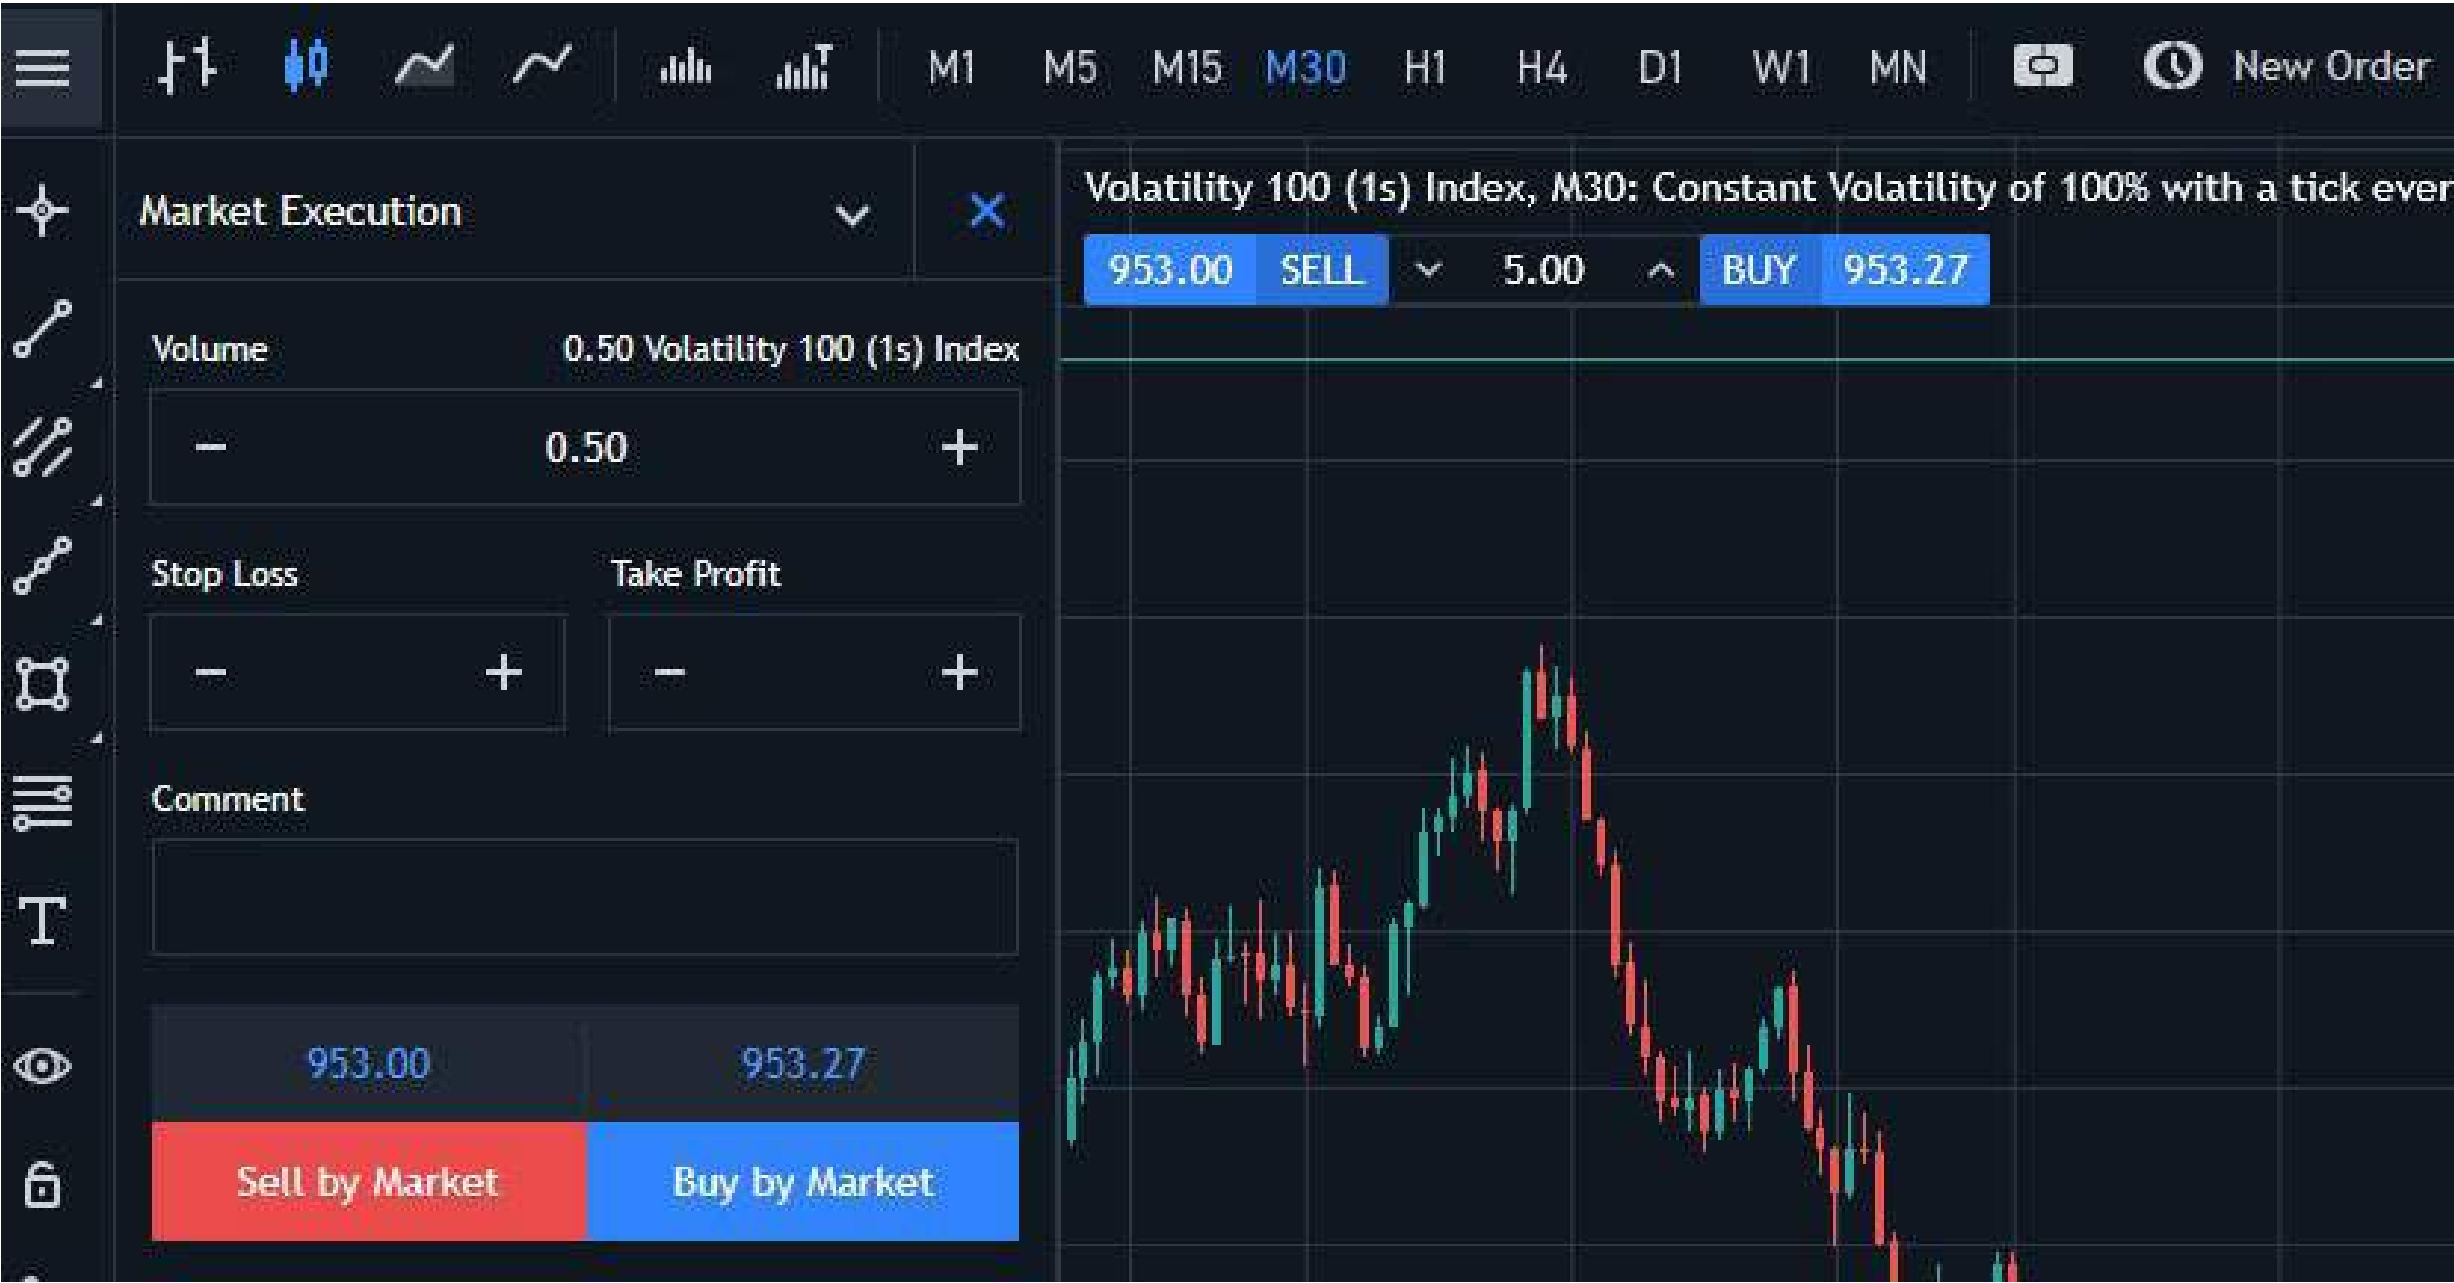 M1 M5 M15 M30 H1 H4 D1 W1 MN New Order
Market Execution
Volatility 100 (1s) Index, M30: Constant Volatility of 100% with a tick ever
953.00 SELL 5.00 BUY 953.27
Volume 0.50 Volatility 100 (1s) Index
0.50
Stop Loss Take Profit
Comment
953.00 953.27
Sell by Market Buy by Market